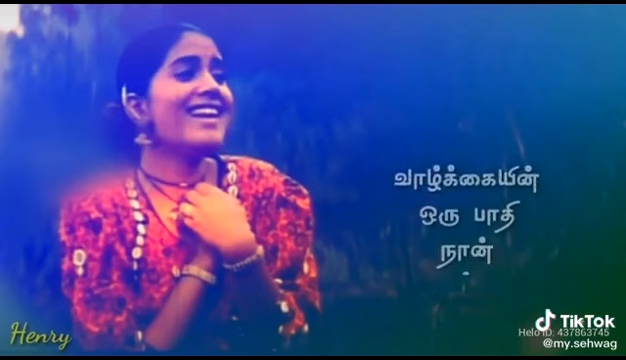 வாழ்க்கையின்
ஒரு பாதி
நான்
Henry
TikTok
Helo ID: 437863745
@my.sehwag